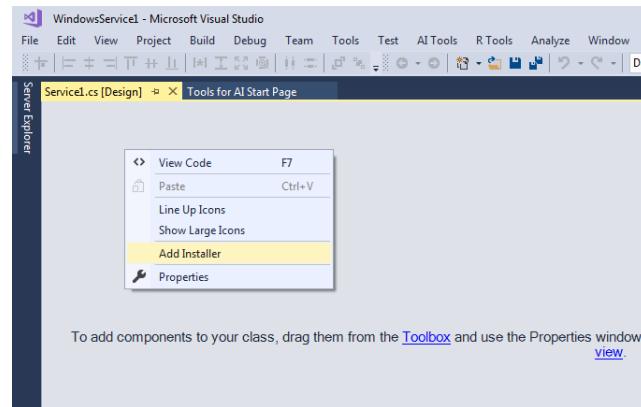 WindowsService1 - Microsoft Visual Studio
File Edit View Project Build Debug Team Tools Test AI Tools R Tools Analyze Window
D
Server Explorer
Service1.cs [Design] Tools for AI Start Page
View Code F7
Paste Ctrl+V
Line Up Icons
Show Large Icons
Add Installer
Properties
To add components to your class, drag them from the Toolbox and use the Properties window
view.